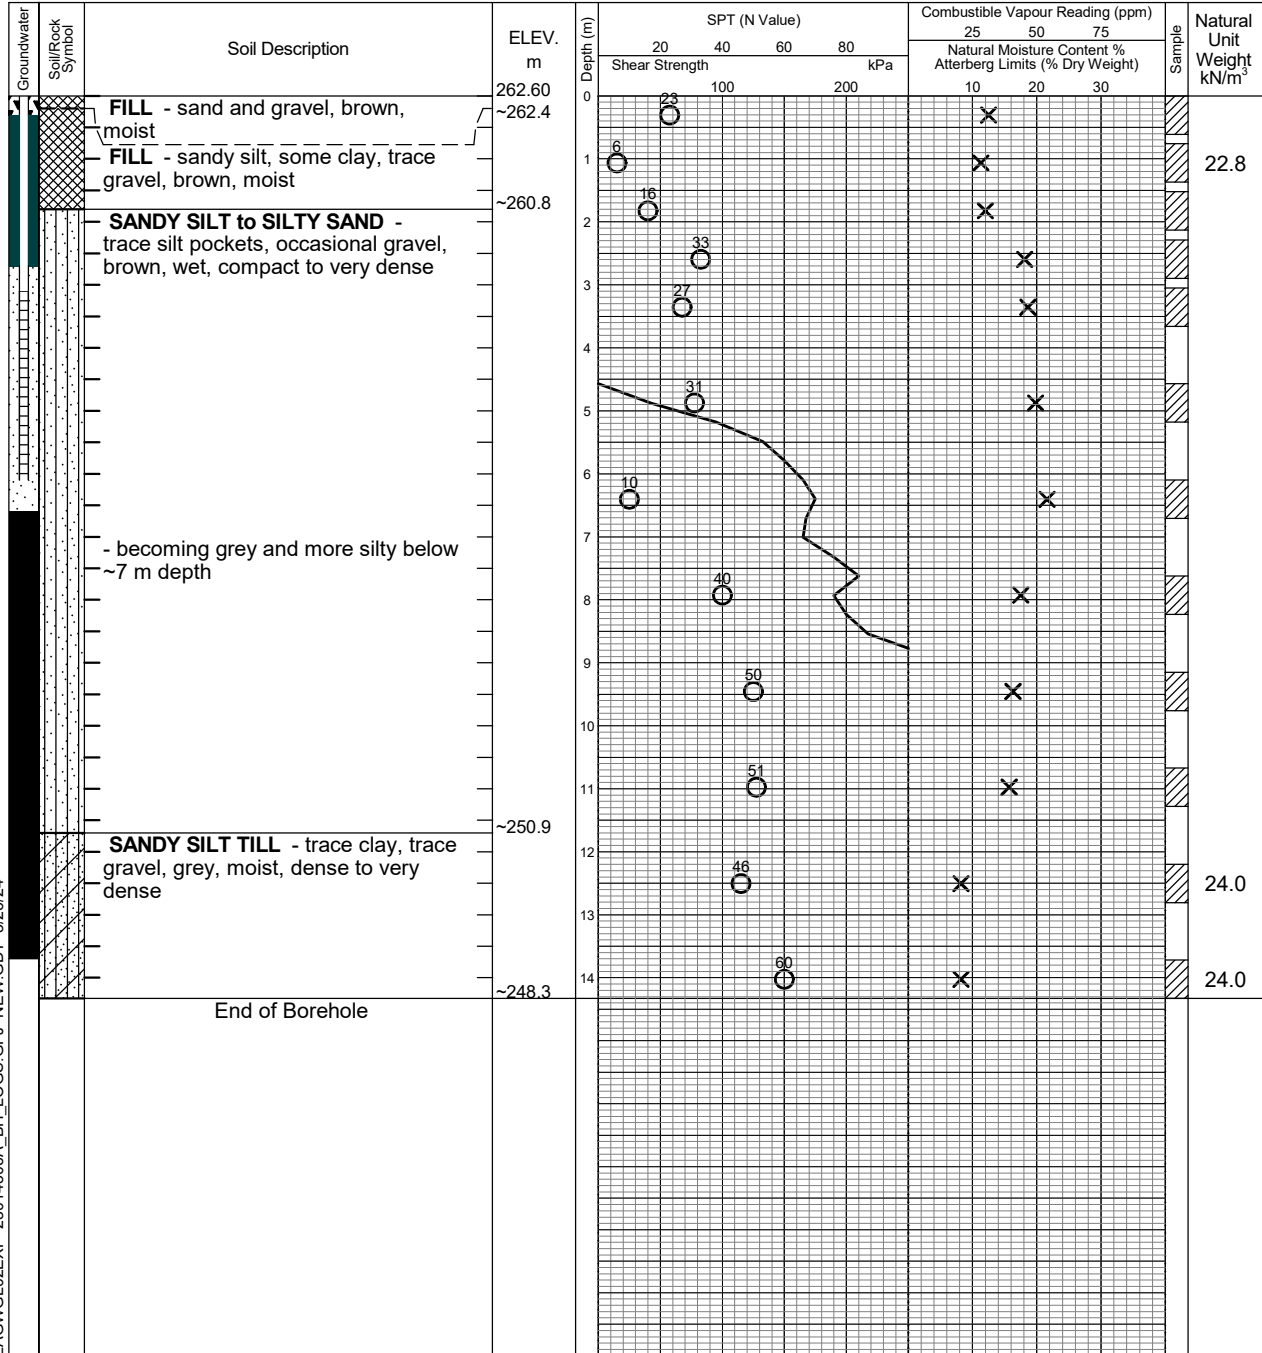 Groundwater
Soil/Rock
Symbol
Soil Description
ELEV.
m
Depth (m)
SPT (N Value)
20 40 60 80
Shear Strength kPa
100 200
Combustible Vapour Reading (ppm)
25 50 75
Natural Moisture Content %
Atterberg Limits (% Dry Weight)
10 20 30
Sample
Natural
Unit
Weight
kN/m³
262.60
0
FILL - sand and gravel, brown,
moist
~262.4
23
FILL - sandy silt, some clay, trace
gravel, brown, moist
6
1
22.8
~260.8
16
SANDY SILT to SILTY SAND -
trace silt pockets, occasional gravel,
brown, wet, compact to very dense
2
33
3
27
4
31
5
6
10
7
- becoming grey and more silty below
~7 m depth
40
8
9
50
10
51
11
~250.9
SANDY SILT TILL - trace clay, trace
gravel, grey, moist, dense to very
dense
12
46
24.0
13
60
14
24.0
~248.3
End of Borehole